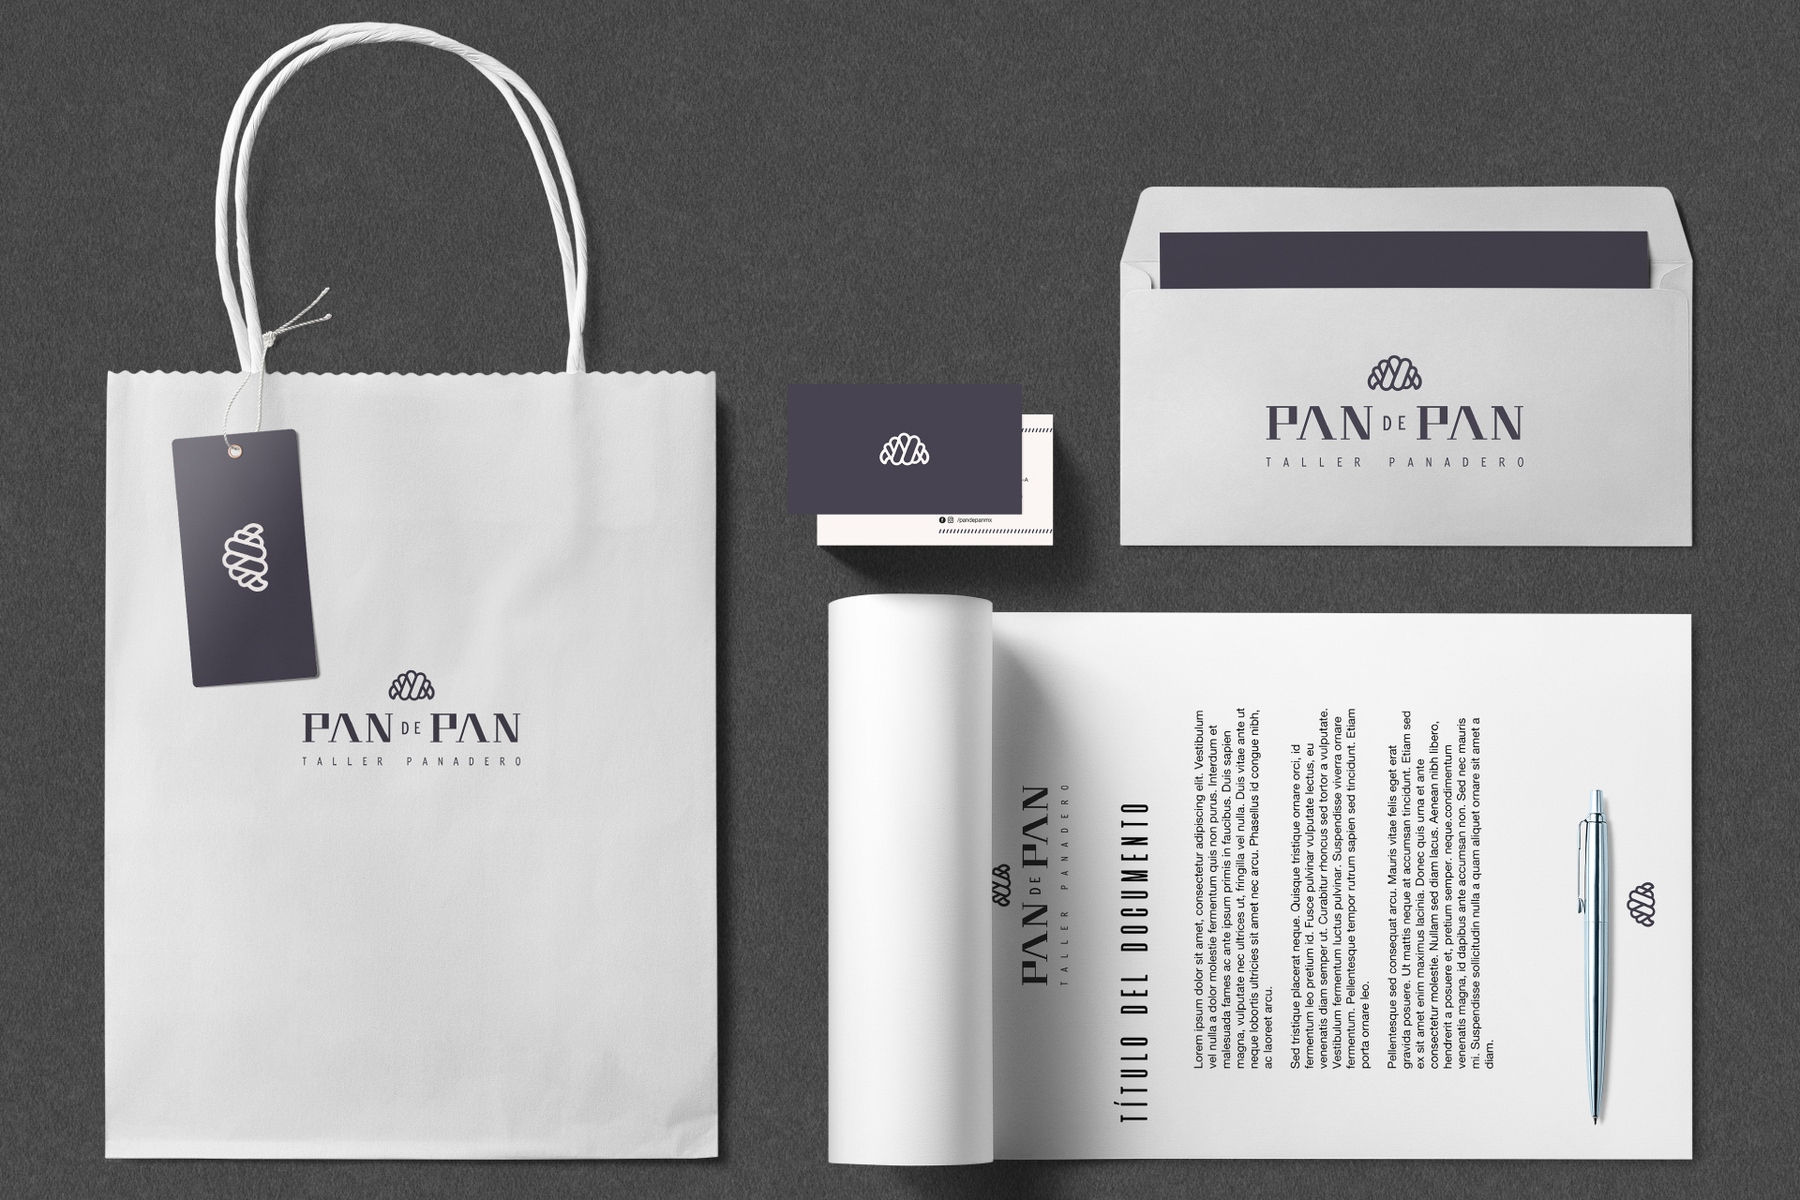 PAN DE PAN
TALLER PANADERO
-A
/pandepanmx
PAN DE PAN
TALLER PANADERO
PAN DE PAN
TALLER PANADERO
TÍTULO DEL DOCUMENTO
Lorem ipsum dolor sit amet, consectetur adipiscing elit. Vestibulum
vel nulla a dolor molestie fermentum quis non purus. Interdum et
malesuada fames ac ante ipsum primis in faucibus. Duis sapien
magna, vulputate nec ultrices ut, fringilla vel nulla. Duis vitae ante ut
neque lobortis ultricies sit amet nec arcu. Phasellus id congue nibh,
ac laoreet arcu.
Sed tristique placerat neque. Quisque tristique ornare orci, id
fermentum leo pretium id. Fusce pulvinar vulputate lectus, eu
venenatis diam semper ut. Curabitur rhoncus sed tortor a vulputate.
Vestibulum fermentum luctus pulvinar. Suspendisse viverra ornare
fermentum. Pellentesque tempor rutrum sapien sed tincidunt. Etiam
porta ornare leo.
Pellentesque sed consequat arcu. Mauris vitae felis eget erat
gravida posuere. Ut mattis neque at accumsan tincidunt. Etiam sed
ex sit amet enim maximus lacinia. Donec quis urna et ante
consectetur molestie. Nullam sed diam lacus. Aenean nibh libero,
hendrerit a posuere et, pretium semper. neque.condimentum
venenatis magna, id dapibus ante accumsan non. Sed nec mauris
mi. Suspendisse sollicitudin nulla a quam aliquet ornare sit amet a
diam.